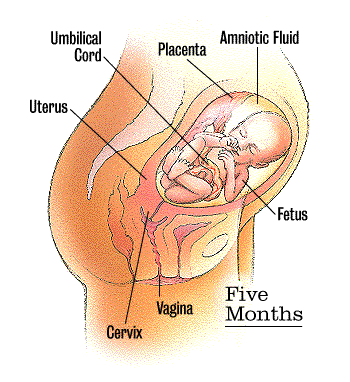 Umbilical
Cord
Placenta
Amniotic Fluid
Uterus
Fetus
Vagina
Cervix
Five
Months